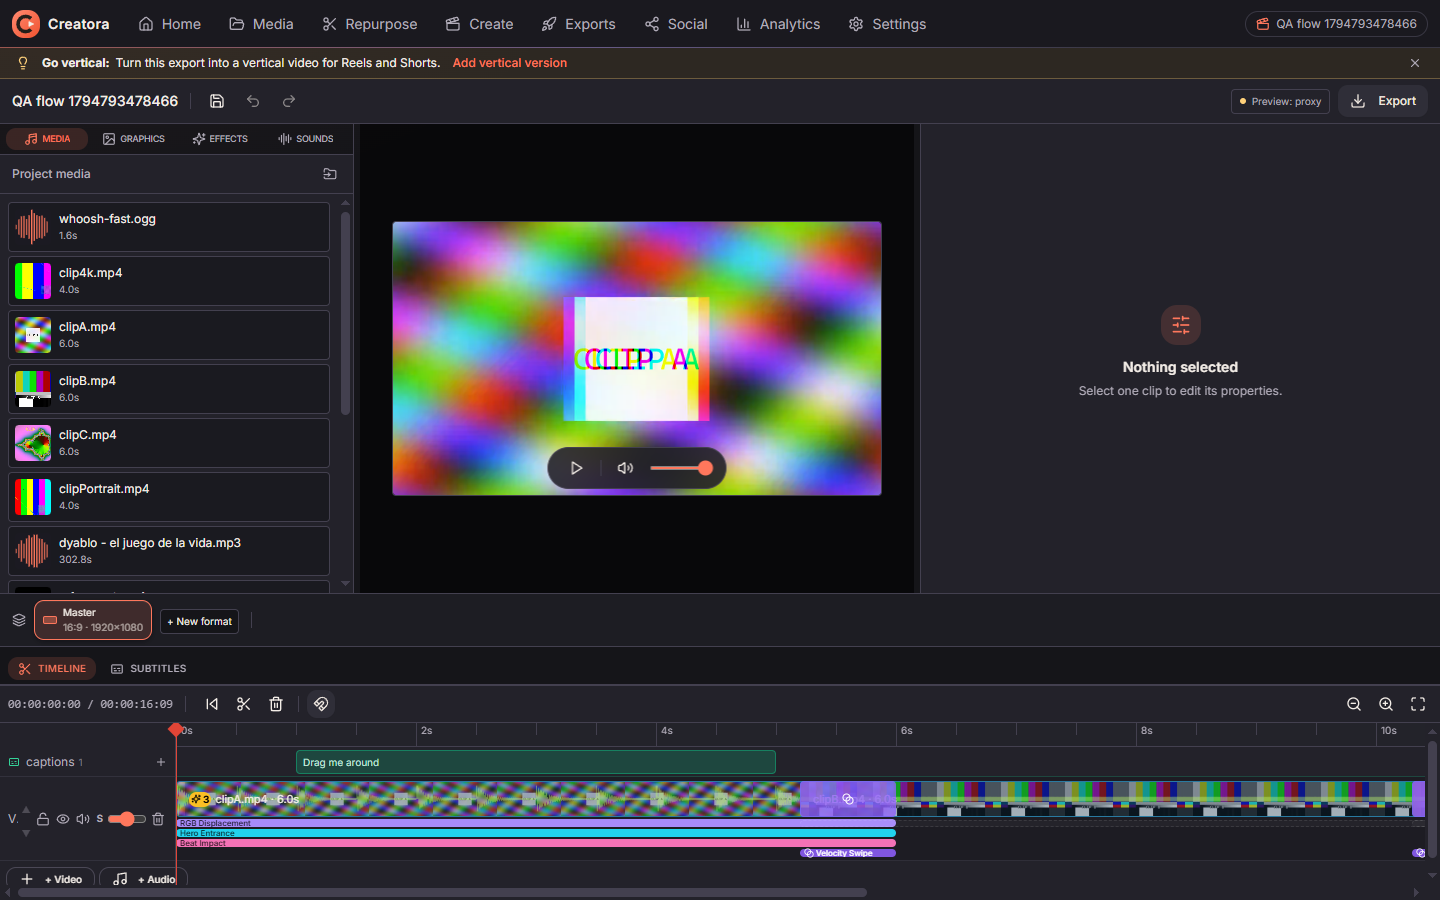 Creatora
Home
Media
Repurpose
Create
Exports
Social
Analytics
Settings
QA flow 1794793478466
Go vertical: Turn this export into a vertical video for Reels and Shorts. Add vertical version
QA flow 1794793478466
Preview: proxy
Export
MEDIA
GRAPHICS
EFFECTS
SOUNDS
Project media
whoosh-fast.ogg
1.6s
clip4k.mp4
4.0s
clipA.mp4
6.0s
clipB.mp4
6.0s
clipC.mp4
6.0s
clipPortrait.mp4
4.0s
dyablo - el juego de la vida.mp3
302.8s
Nothing selected
Select one clip to edit its properties.
Master
16:9 · 1920×1080
+ New format
TIMELINE
SUBTITLES
00:00:00:00 / 00:00:16:09
0s
2s
4s
6s
8s
10s
captions 1
Drag me around
3 clipA.mp4 · 6.0s
V.
S
RGB Displacement
Hero Entrance
Beat Impact
Velocity Swipe
+ Video
+ Audio